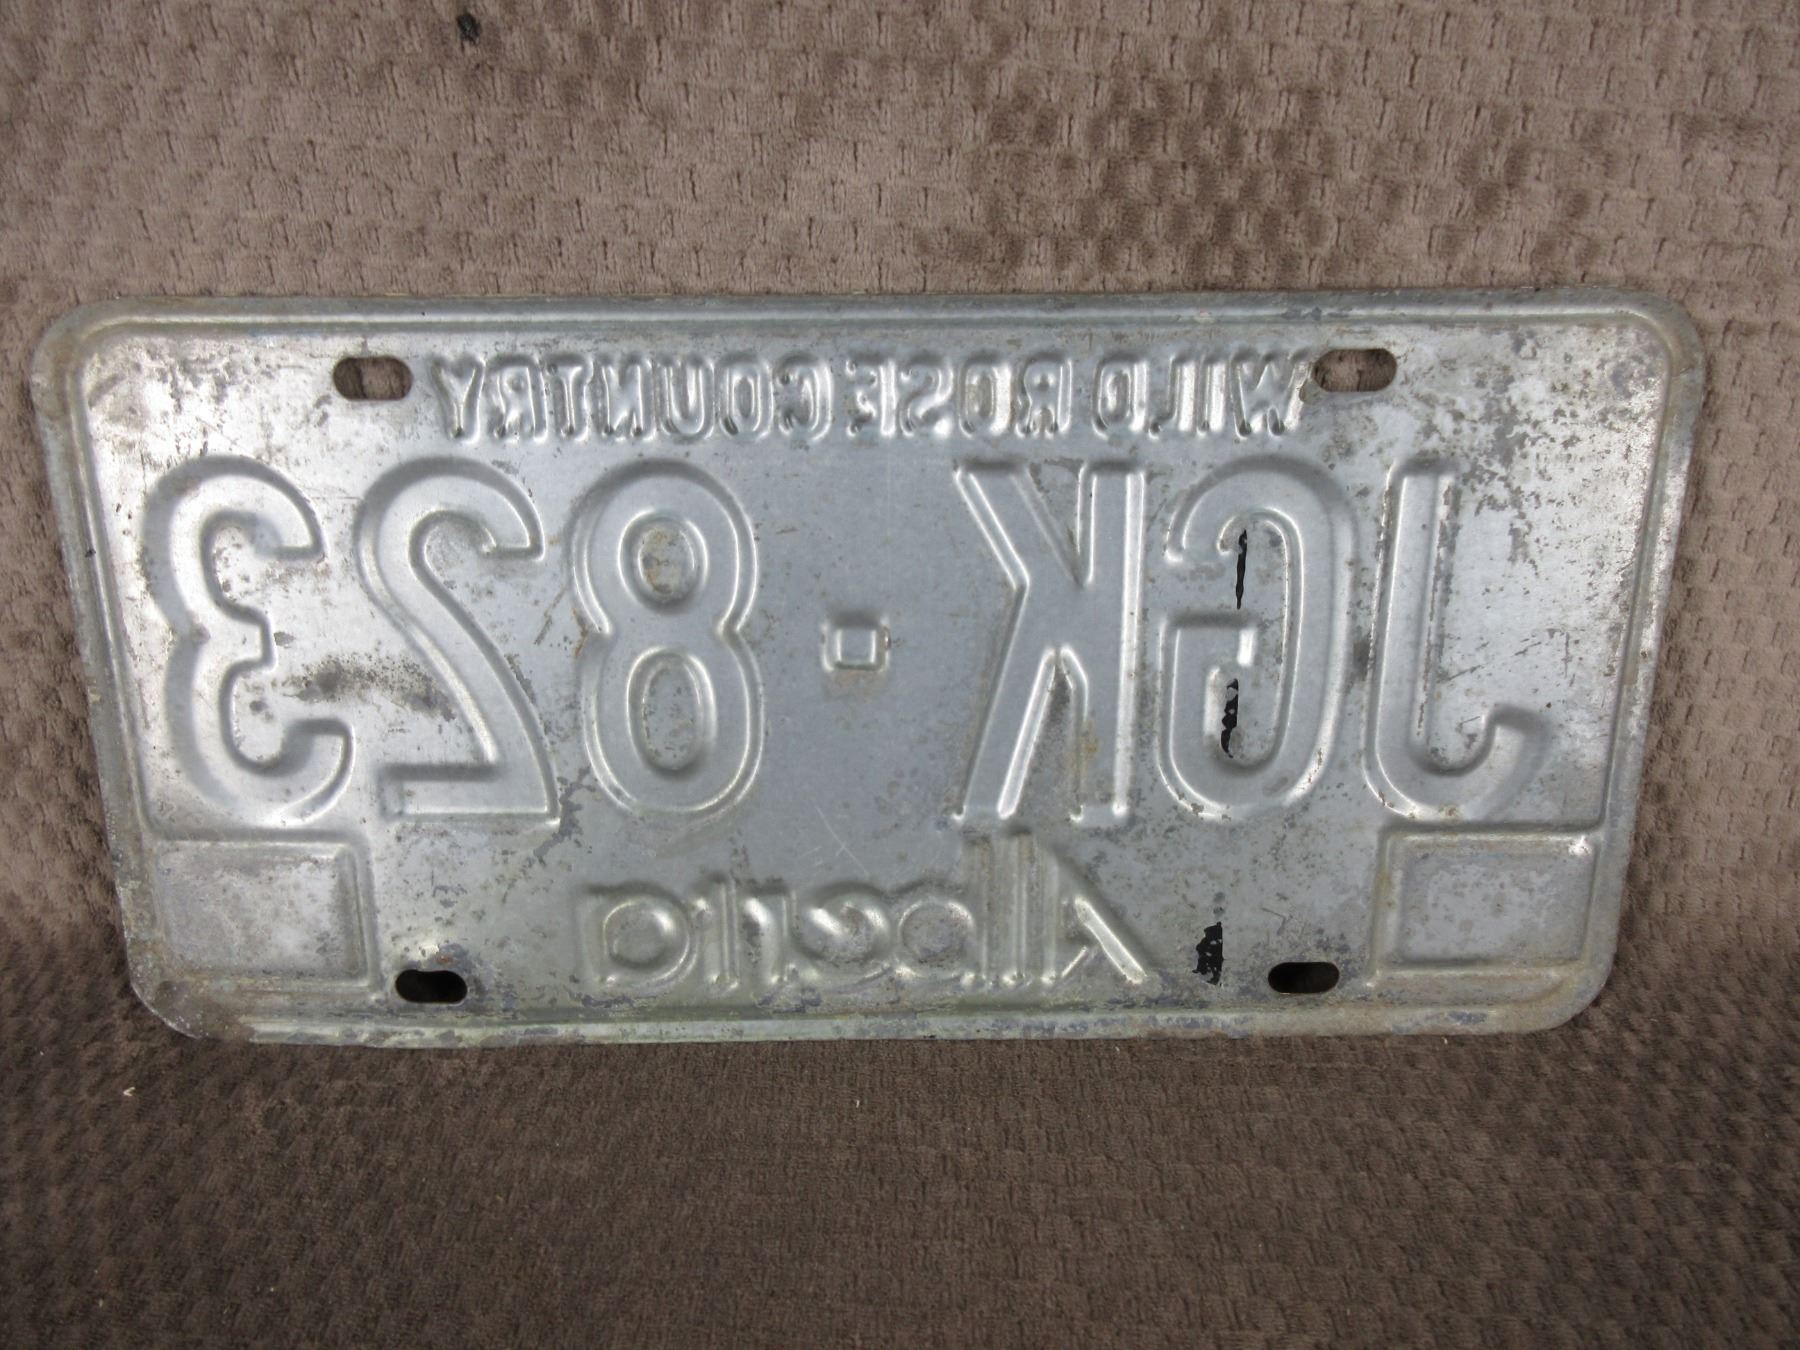 WILD ROSE COUNTRY
JGK-823
Alberta